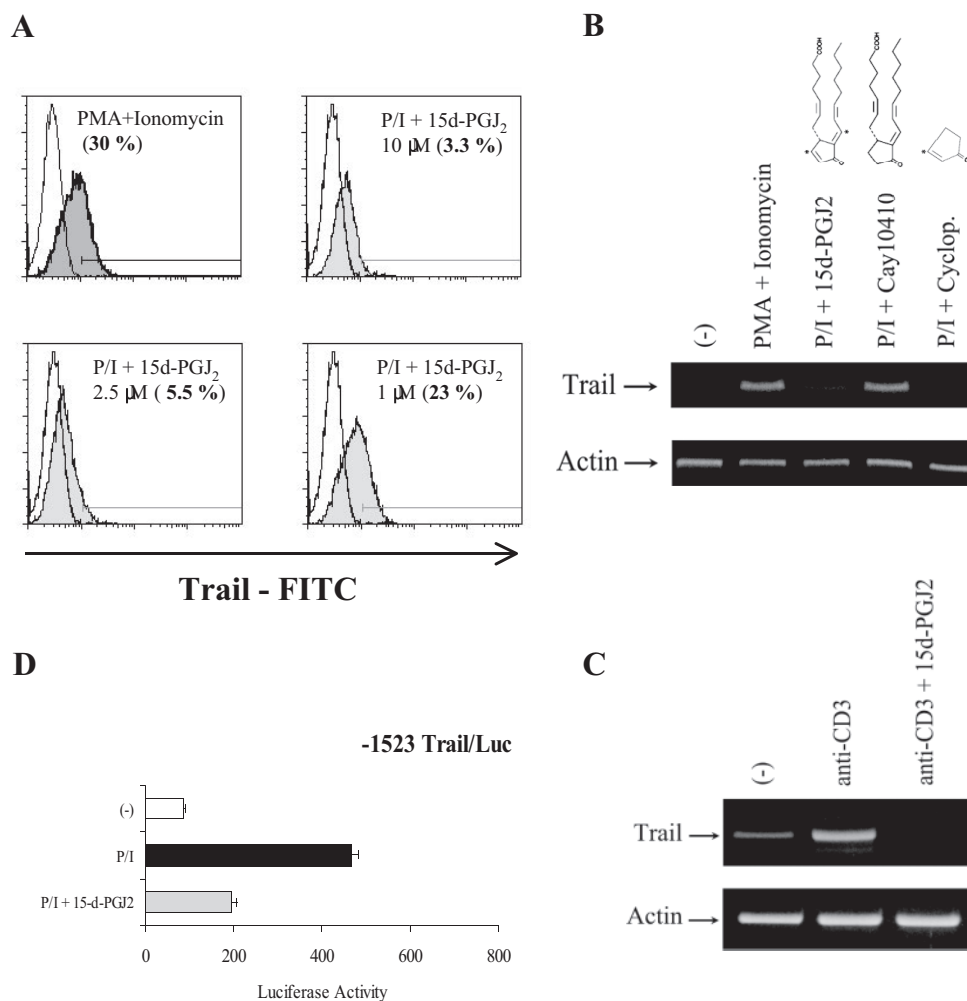 A
PMA+Ionomycin
(30 %)
P/I + 15d-PGJ2
10 µM (3.3 %)
P/I + 15d-PGJ2
2.5 µM ( 5.5 %)
P/I + 15d-PGJ2
1 µM (23 %)
Trail - FITC
B
COOH
COOH
*
*
*
O
O
O
(-)
PMA + Ionomycin
P/I + 15d-PGJ2
P/I + Cay10410
P/I + Cyclop.
Trail
Actin
D
-1523 Trail/Luc
(-)
P/I
P/I + 15-d-PGJ2
0 200 400 600 800
Luciferase Activity
C
(-)
anti-CD3
anti-CD3 + 15d-PGJ2
Trail
Actin